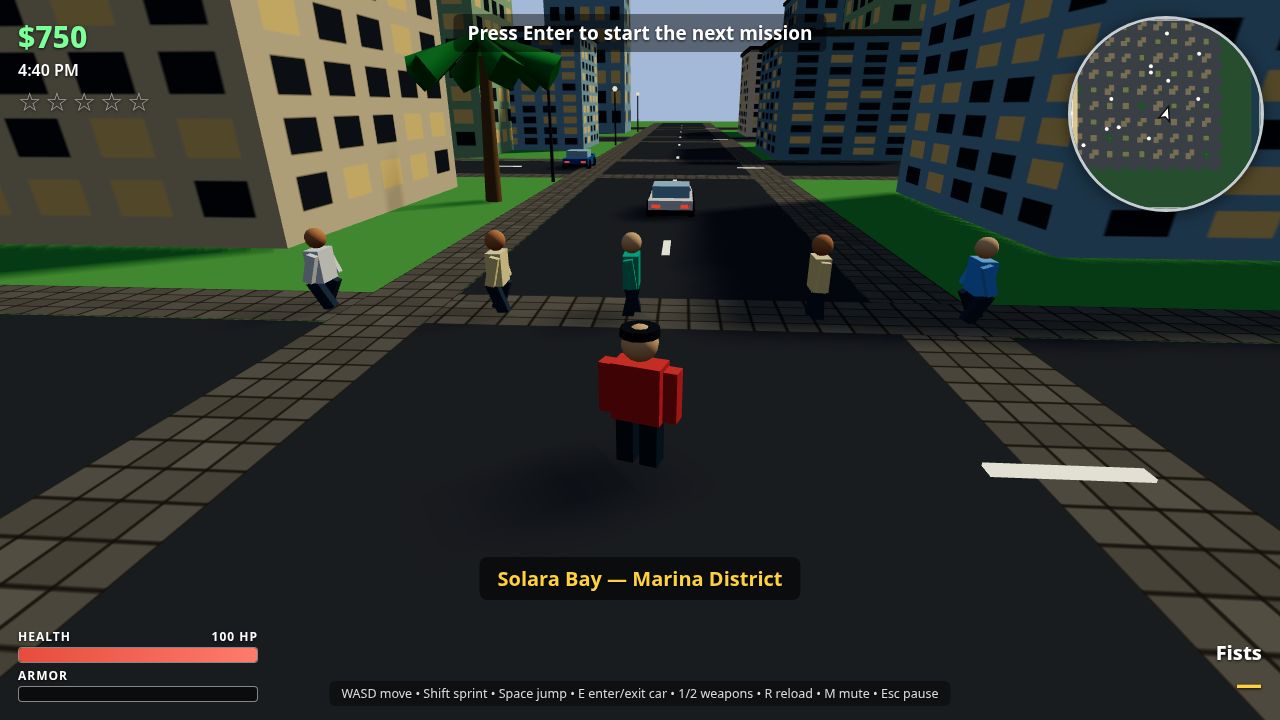 $750
Press Enter to start the next mission
4:40 PM
Solara Bay — Marina District
HEALTH 100 HP
ARMOR
Fists
—
WASD move • Shift sprint • Space jump • E enter/exit car • 1/2 weapons • R reload • M mute • Esc pause